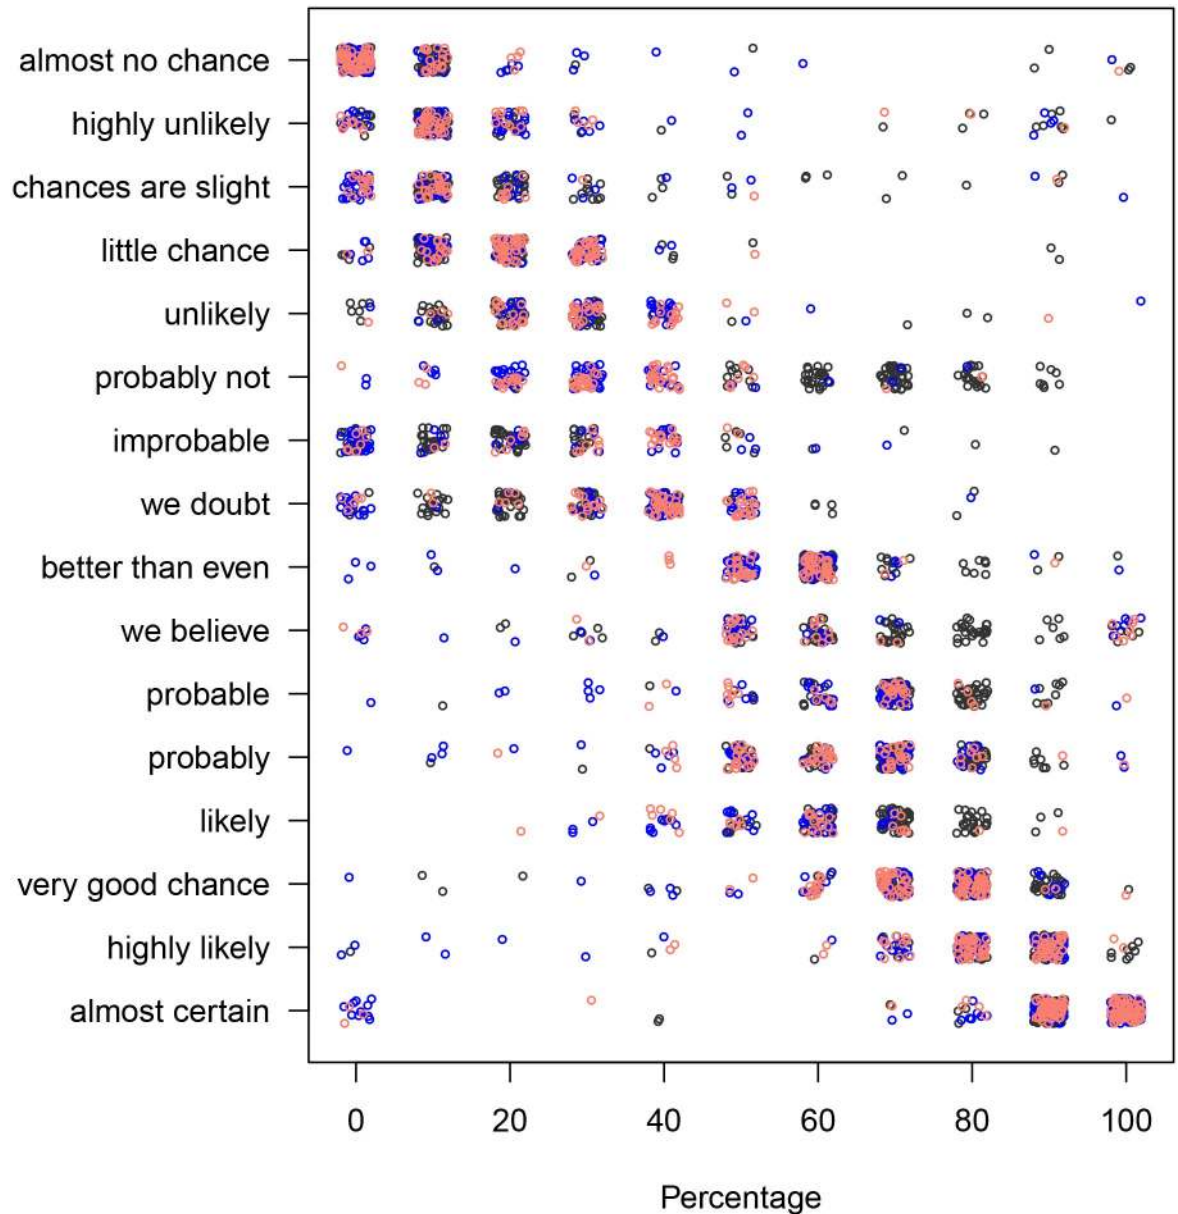 almost no chance
highly unlikely
chances are slight
little chance
unlikely
probably not
improbable
we doubt
better than even
we believe
probable
probably
likely
very good chance
highly likely
almost certain
0 20 40 60 80 100
Percentage